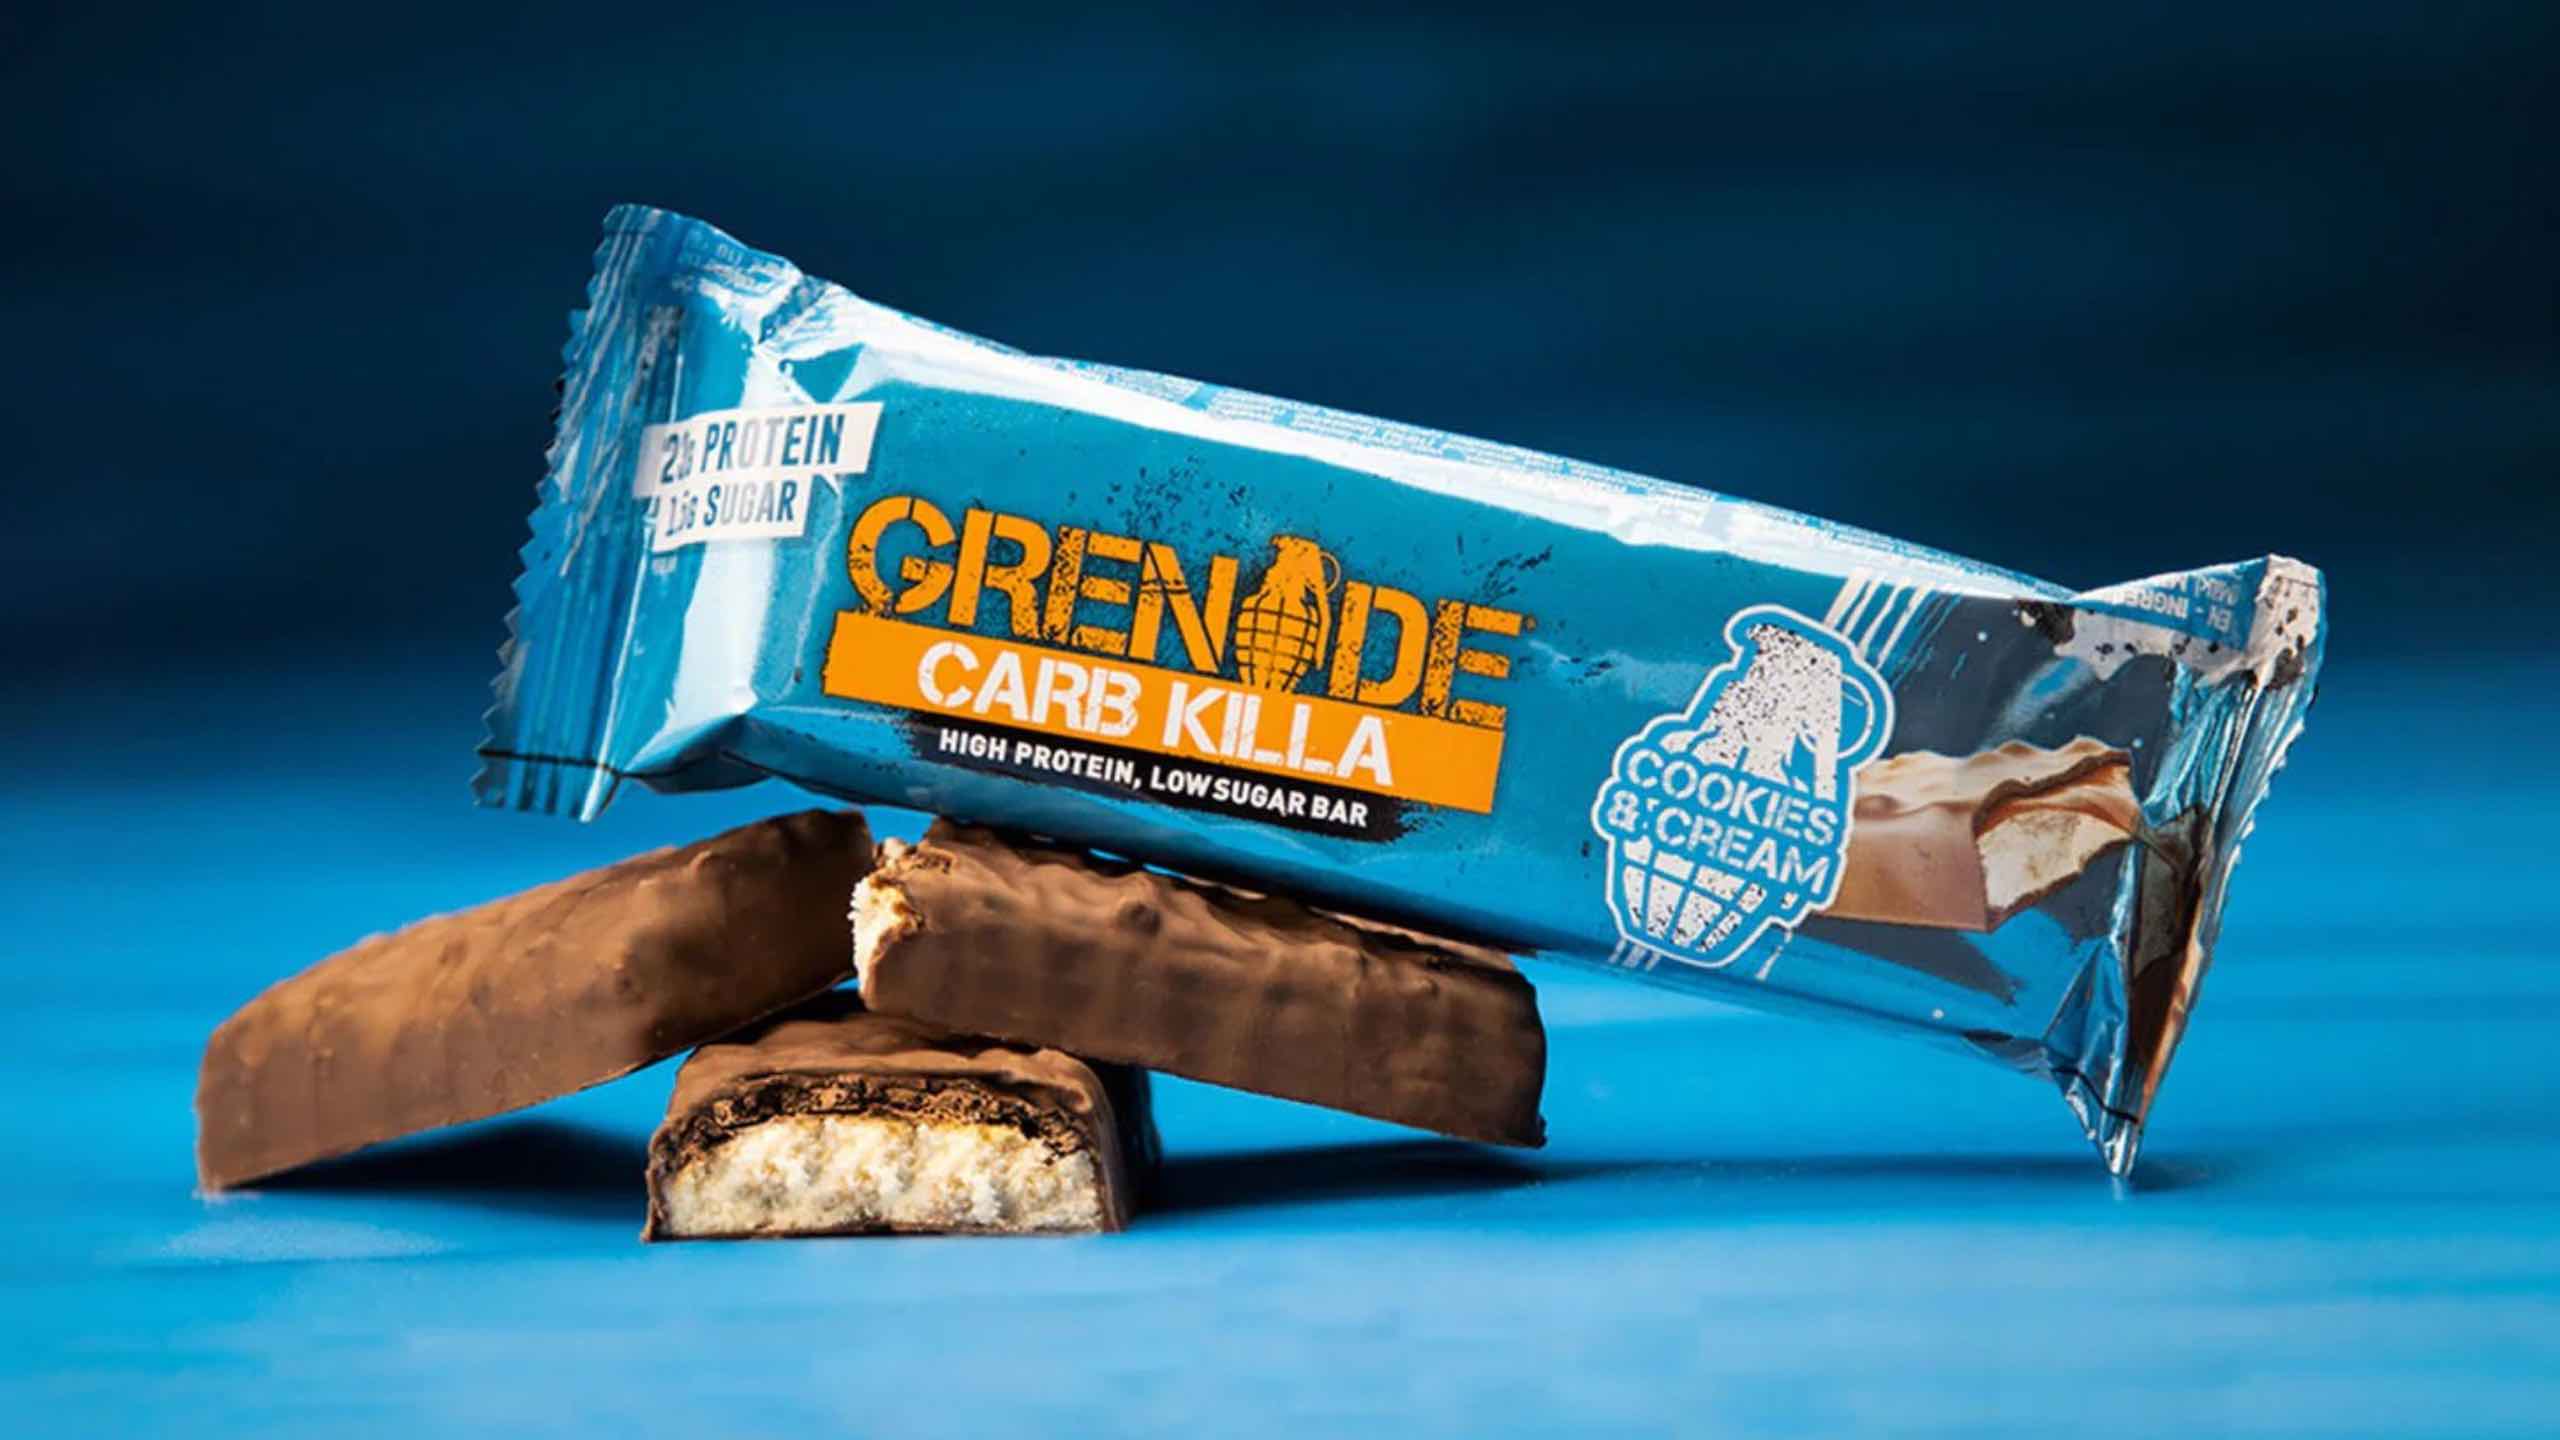 PROTEIN
SUGAR
GRENADE
CARB KILLA
HIGH PROTEIN, LOW SUGAR BAR
COOKIES
& CREAM